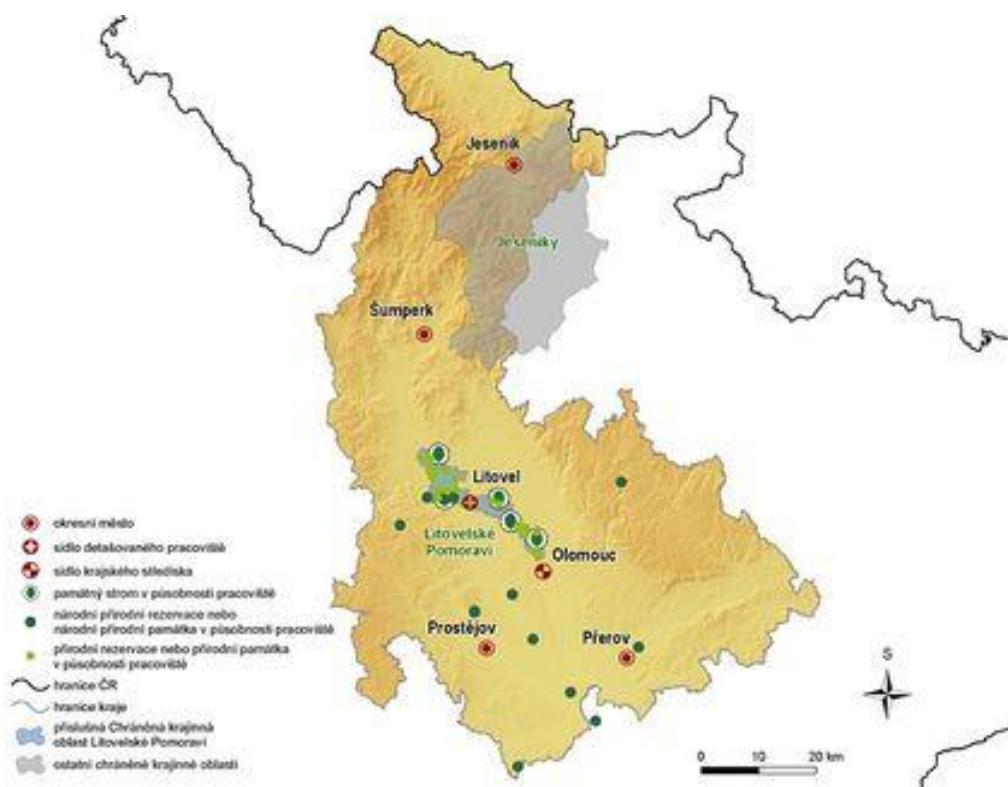 Jeseník
Jeseníky
Šumperk
Litovel
Litovelské
Pomoraví
Olomouc
Prostějov
Přerov
okresní město
sídlo detašovaného pracoviště
sídlo krajského střediska
památný strom v působnosti pracoviště
národní přírodní rezervace nebo
národní přírodní památka v působnosti pracoviště
přírodní rezervace nebo přírodní památka
v působnosti pracoviště
hranice ČR
hranice kraje
příslušná Chráněná krajinná
oblast Litovelské Pomoraví
ostatní chráněné krajinné oblasti
S
0 10 20 km